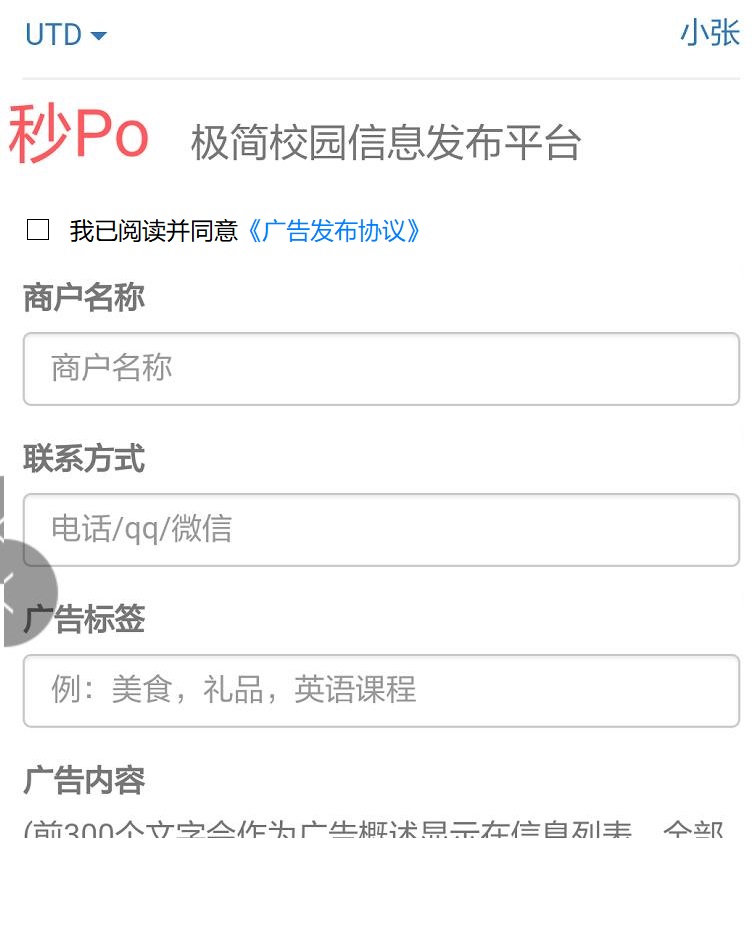 UTD 小张
秒Po 极简校园信息发布平台
我已阅读并同意《广告发布协议》
商户名称
商户名称
联系方式
电话/qq/微信
广告标签
例：美食，礼品，英语课程
广告内容
(前300个文字会作为广告概述显示在信息列表，全部